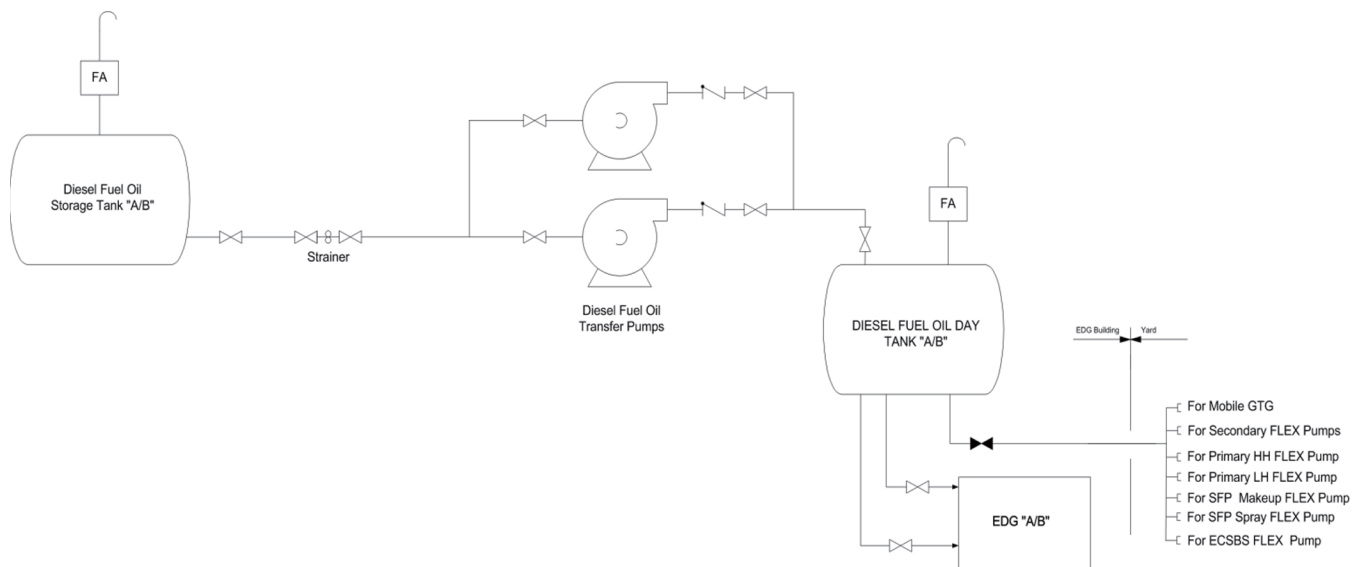 FA
Diesel Fuel Oil
Storage Tank "A/B"
Strainer
Diesel Fuel Oil
Transfer Pumps
FA
DIESEL FUEL OIL DAY
TANK "A/B"
EDG Building
Yard
For Mobile GTG
For Secondary FLEX Pumps
For Primary HH FLEX Pump
For Primary LH FLEX Pump
For SFP Makeup FLEX Pump
For SFP Spray FLEX Pump
For ECSBS FLEX Pump
EDG "A/B"